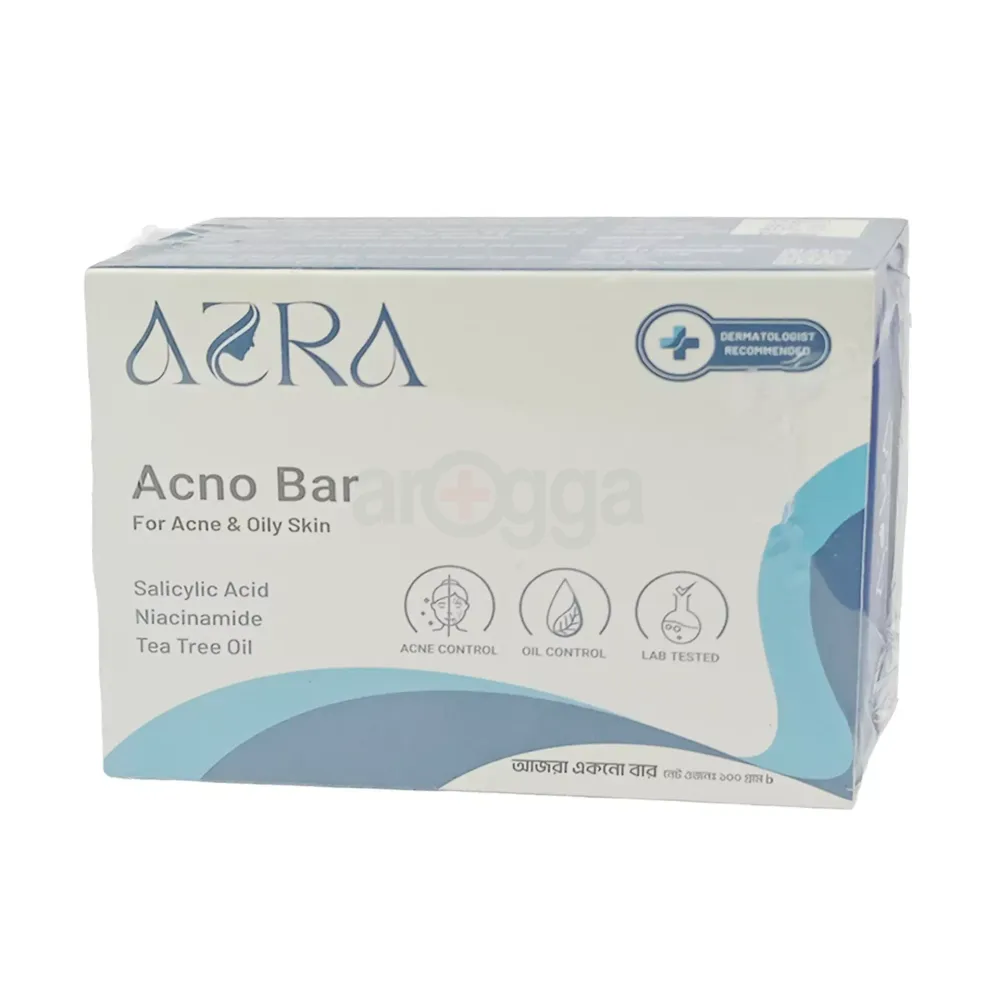 AZRA
DERMATOLOGIST
RECOMMENDED
Acno Bar
arogga
For Acne & Oily Skin
Salicylic Acid
Niacinamide
Tea Tree Oil
ACNE CONTROL
OIL CONTROL
LAB TESTED
আজরা একনো বার নেট ওজনঃ ১০০ গ্রাম b